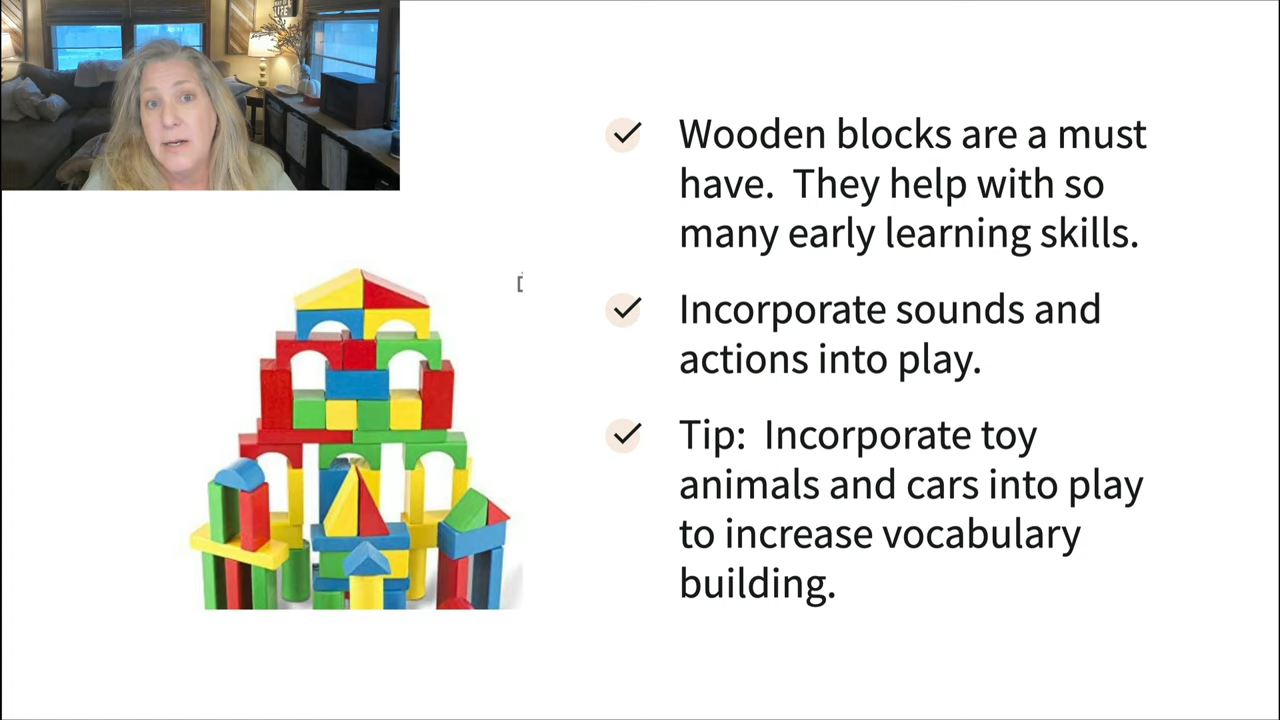 LIFE
Wooden blocks are a must
have.  They help with so
many early learning skills.
Incorporate sounds and
actions into play.
Tip:  Incorporate toy
animals and cars into play
to increase vocabulary
building.